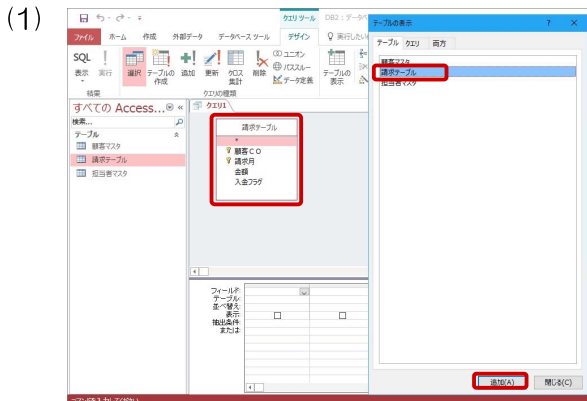 (1)
クエリ ツール DB2 : データベ
ファイル ホーム 作成 外部データ データベース ツール デザイン 実行したい
SQL
表示 実行 選択 テーブルの作成 追加 更新 クロス集計 削除
ユニオン
パススルー
データ定義
テーブルの表示
結果 クエリの種類
すべての Access...
検索...
テーブル
顧客マスタ
請求テーブル
担当者マスタ
クエリ1
請求テーブル
*
顧客CO
請求月
金額
入金フラグ
フィールド:
テーブル:
並べ替え:
表示:
抽出条件:
または:
テーブルの表示 ? ×
テーブル クエリ 両方
顧客マスタ
請求テーブル
担当者マスタ
追加(A) 閉じる(C)